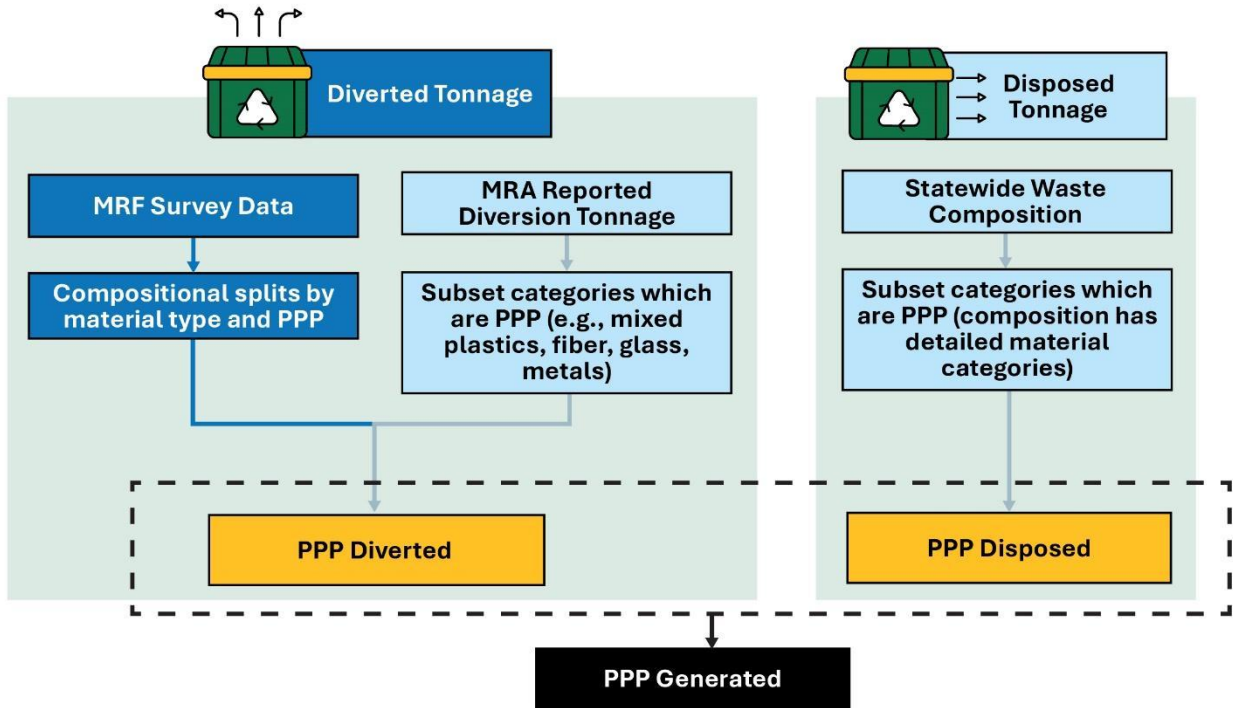 Diverted Tonnage
MRF Survey Data
Compositional splits by
material type and PPP
MRA Reported
Diversion Tonnage
Subset categories which
are PPP (e.g., mixed
plastics, fiber, glass,
metals)
PPP Diverted
Disposed
Tonnage
Statewide Waste
Composition
Subset categories which
are PPP (composition has
detailed material
categories)
PPP Disposed
PPP Generated